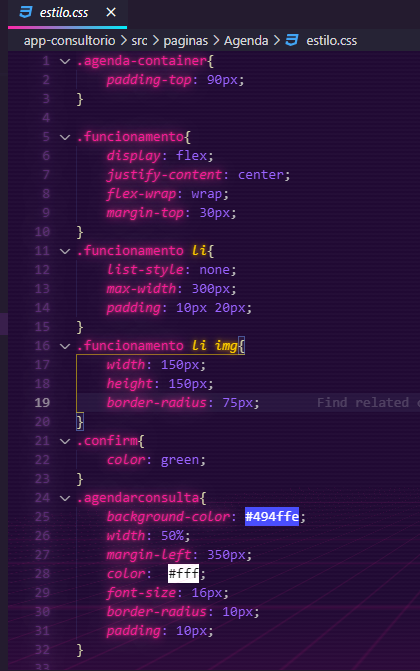 estilo.css
app-consultorio > src > paginas > Agenda > estilo.css
1 .agenda-container{
2 padding-top: 90px;
3 }
4
5 .funcionamento{
6 display: flex;
7 justify-content: center;
8 flex-wrap: wrap;
9 margin-top: 30px;
10 }
11 .funcionamento li{
12 list-style: none;
13 max-width: 300px;
14 padding: 10px 20px;
15 }
16 .funcionamento li img{
17 width: 150px;
18 height: 150px;
19 border-radius: 75px; Find related
20 }
21 .confirm{
22 color: green;
23 }
24 .agendarconsulta{
25 background-color: #494ffe;
26 width: 50%;
27 margin-left: 350px;
28 color: #fff;
29 font-size: 16px;
30 border-radius: 10px;
31 padding: 10px;
32 }